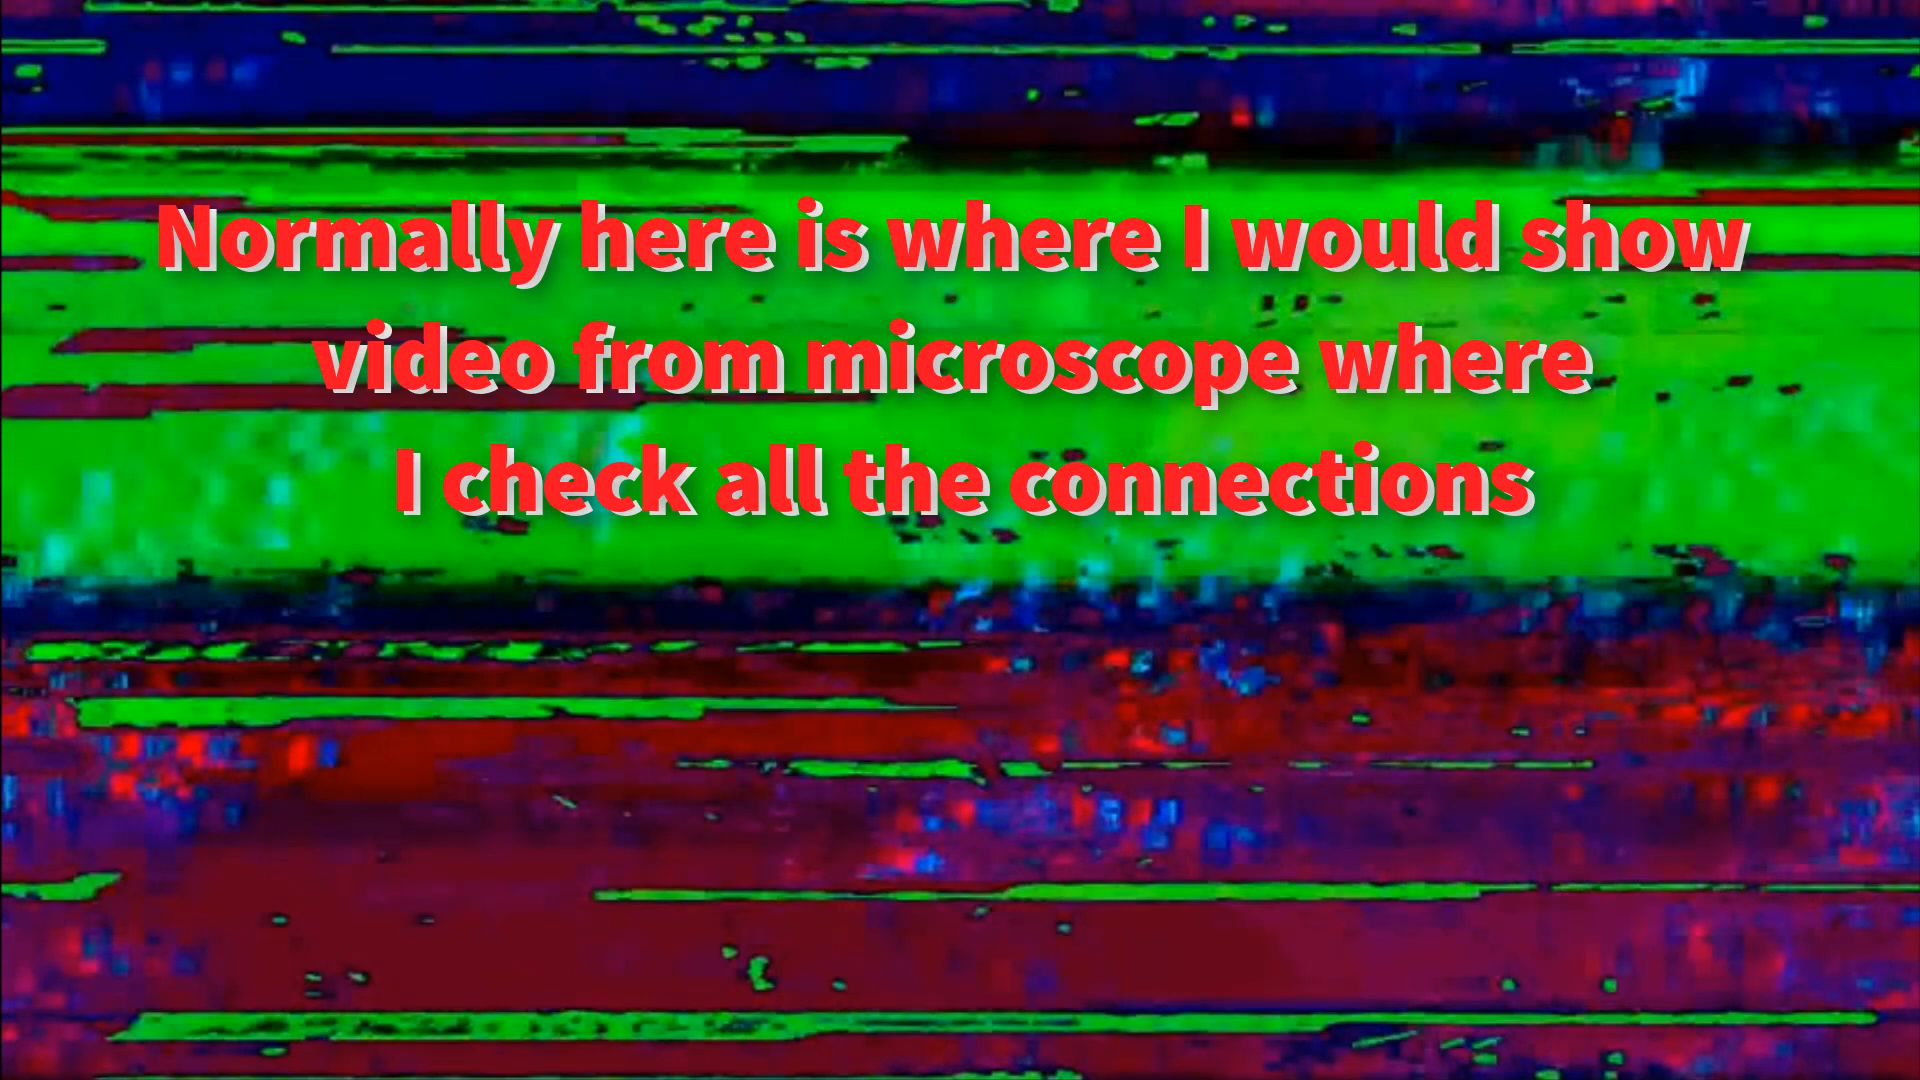 Normally here is where I would show
video from microscope where
I check all the connections